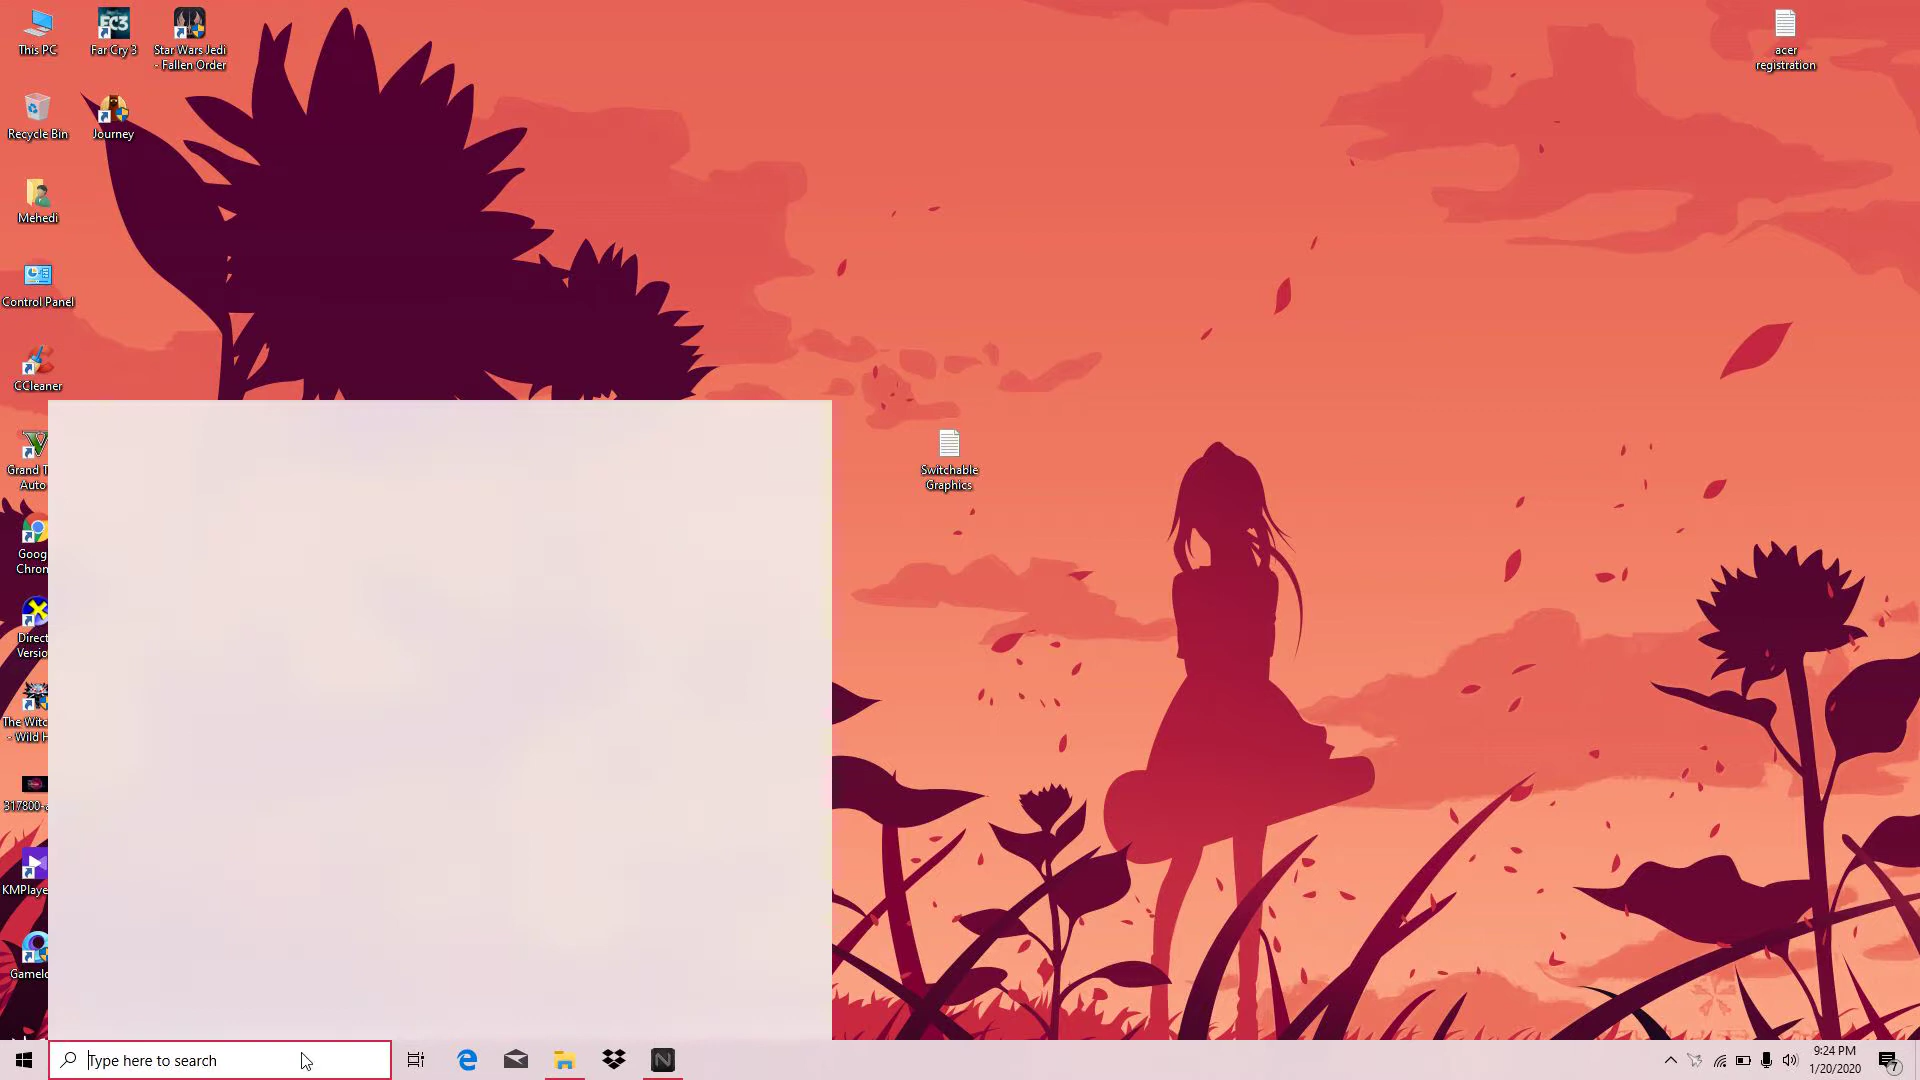 This PC
Far Cry 3
Star Wars Jedi
- Fallen Order
acer
registration
Recycle Bin
Journey
Mehedi
Control Panel
CCleaner
Grand T
Auto
Switchable
Graphics
Goog
Chron
Direct
Versio
The Witc
- Wild H
317800-a
KMPlaye
Gamelo
Type here to search
9:24 PM
1/20/2020
7